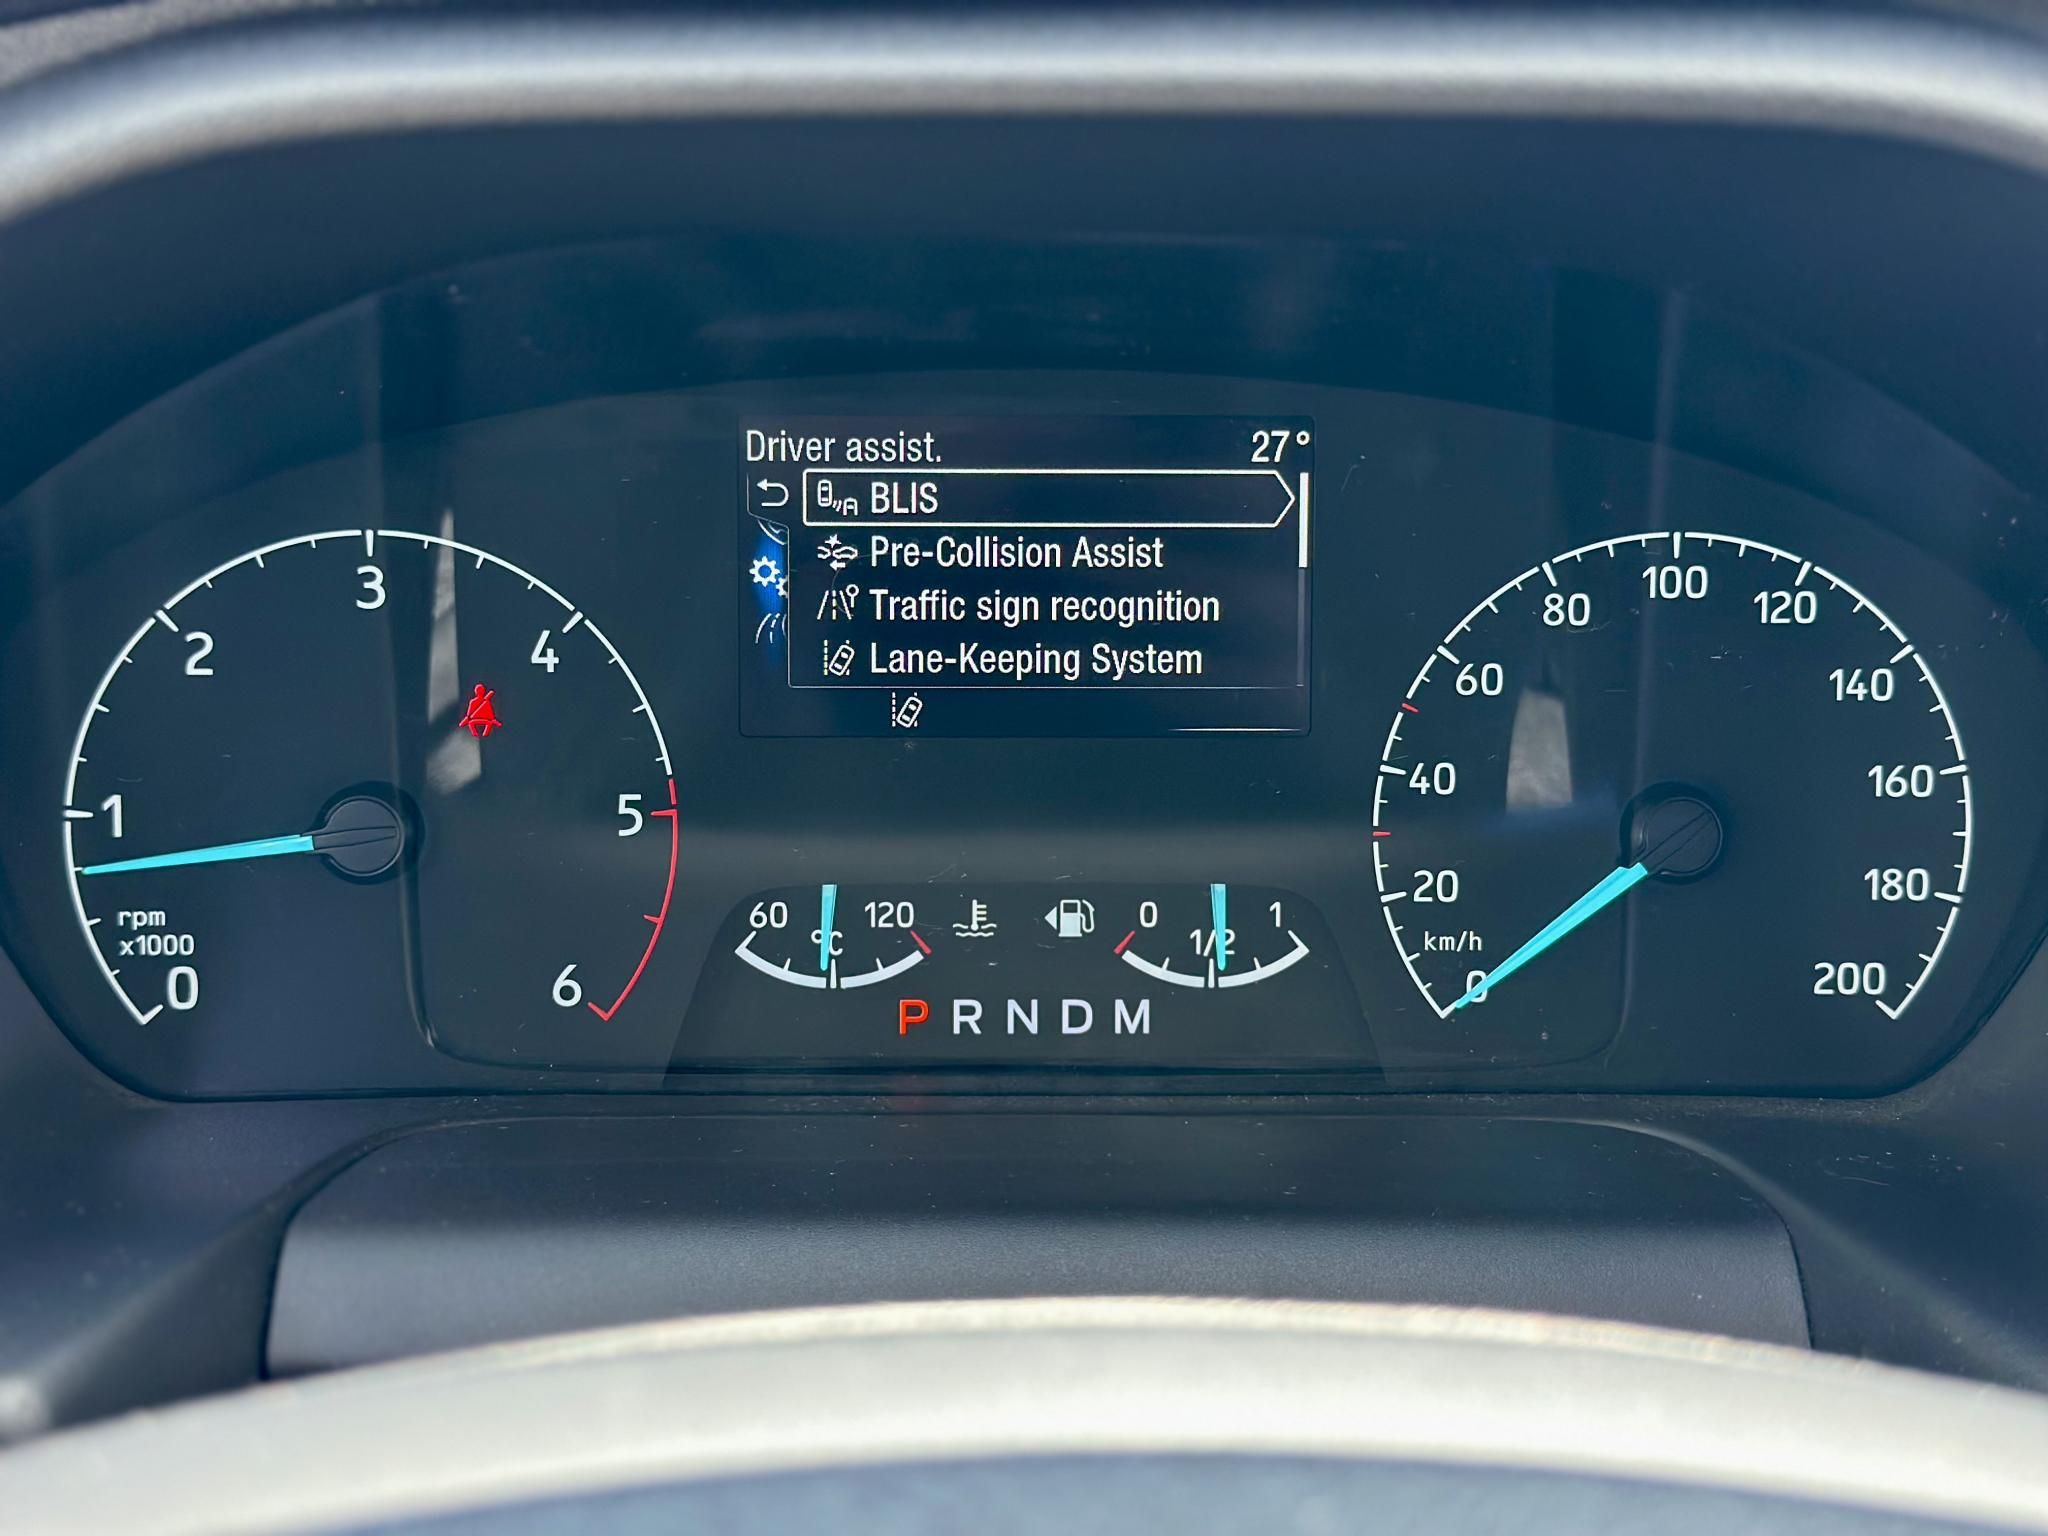 Driver assist. 27°
BLIS
Pre-Collision Assist
Traffic sign recognition
Lane-Keeping System
0 1 2 3 4 5 6
rpm
x1000
60 °C 120
0 1/2 1
P R N D M
0 20 40 60 80 100 120 140 160 180 200
km/h